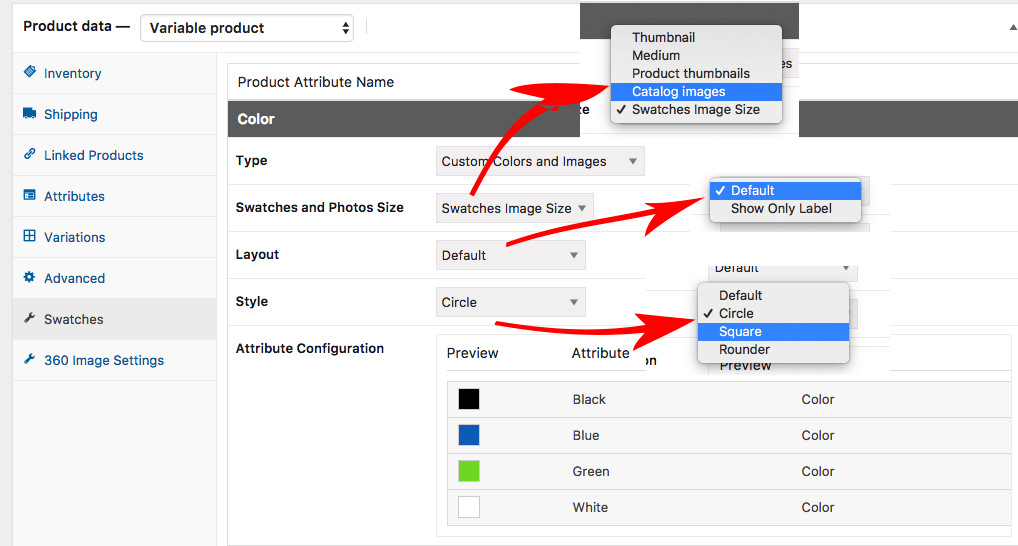 Product data — Variable product
Inventory
Shipping
Linked Products
Attributes
Variations
Advanced
Swatches
360 Image Settings
Product Attribute Name
Color
Type Custom Colors and Images
Swatches and Photos Size Swatches Image Size
Layout Default
Style Circle
Attribute Configuration
Preview Attribute
Black Color
Blue Color
Green Color
White Color
Thumbnail
Medium
Product thumbnails
Catalog images
✓ Swatches Image Size
es
ze
✓ Default
Show Only Label
Default
Default
✓ Circle
Square
Rounder
on
Preview